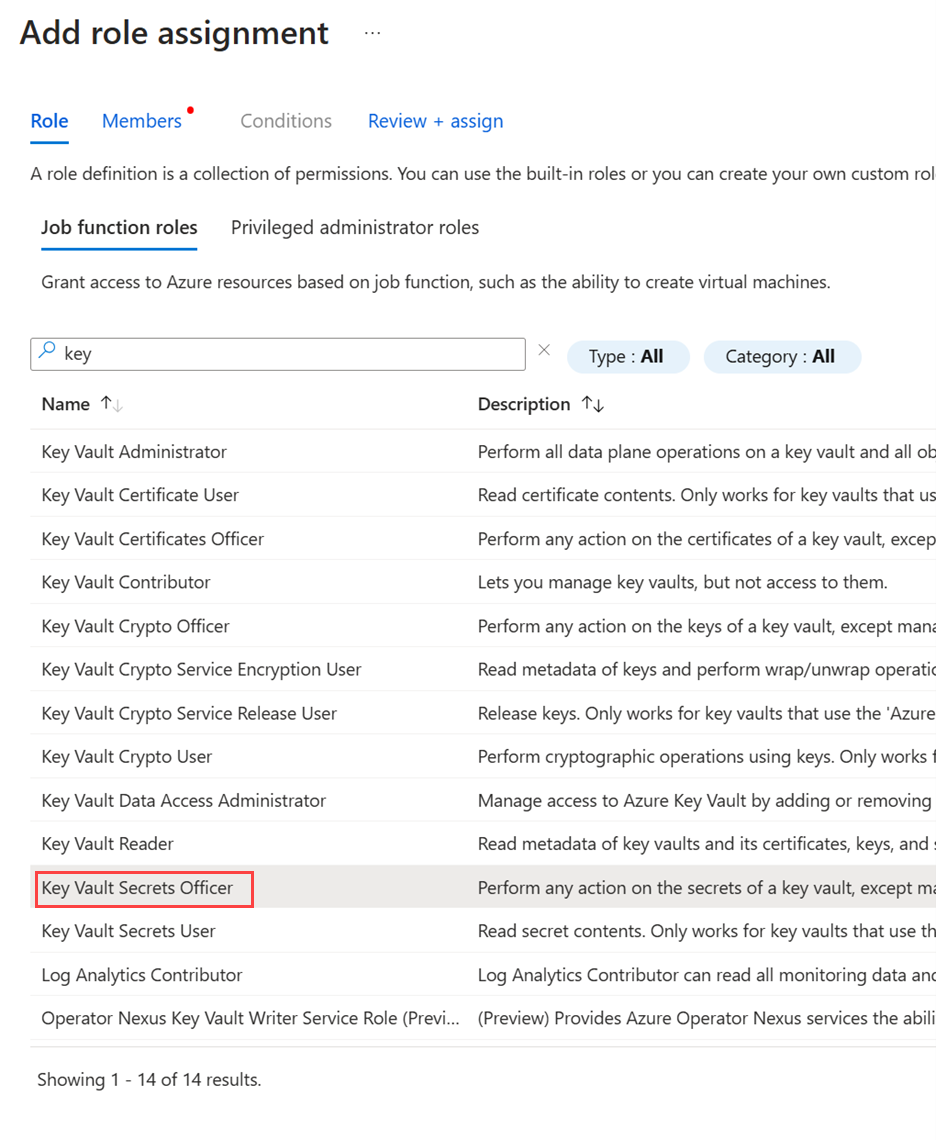 Add role assignment ...
Role Members Conditions Review + assign
A role definition is a collection of permissions. You can use the built-in roles or you can create your own custom rol
Job function roles Privileged administrator roles
Grant access to Azure resources based on job function, such as the ability to create virtual machines.
key Type : All Category : All
Name Description
Key Vault Administrator Perform all data plane operations on a key vault and all ob
Key Vault Certificate User Read certificate contents. Only works for key vaults that us
Key Vault Certificates Officer Perform any action on the certificates of a key vault, excep
Key Vault Contributor Lets you manage key vaults, but not access to them.
Key Vault Crypto Officer Perform any action on the keys of a key vault, except mana
Key Vault Crypto Service Encryption User Read metadata of keys and perform wrap/unwrap operatio
Key Vault Crypto Service Release User Release keys. Only works for key vaults that use the 'Azure
Key Vault Crypto User Perform cryptographic operations using keys. Only works f
Key Vault Data Access Administrator Manage access to Azure Key Vault by adding or removing
Key Vault Reader Read metadata of key vaults and its certificates, keys, and s
Key Vault Secrets Officer Perform any action on the secrets of a key vault, except ma
Key Vault Secrets User Read secret contents. Only works for key vaults that use th
Log Analytics Contributor Log Analytics Contributor can read all monitoring data and
Operator Nexus Key Vault Writer Service Role (Previ... (Preview) Provides Azure Operator Nexus services the abili
Showing 1 - 14 of 14 results.